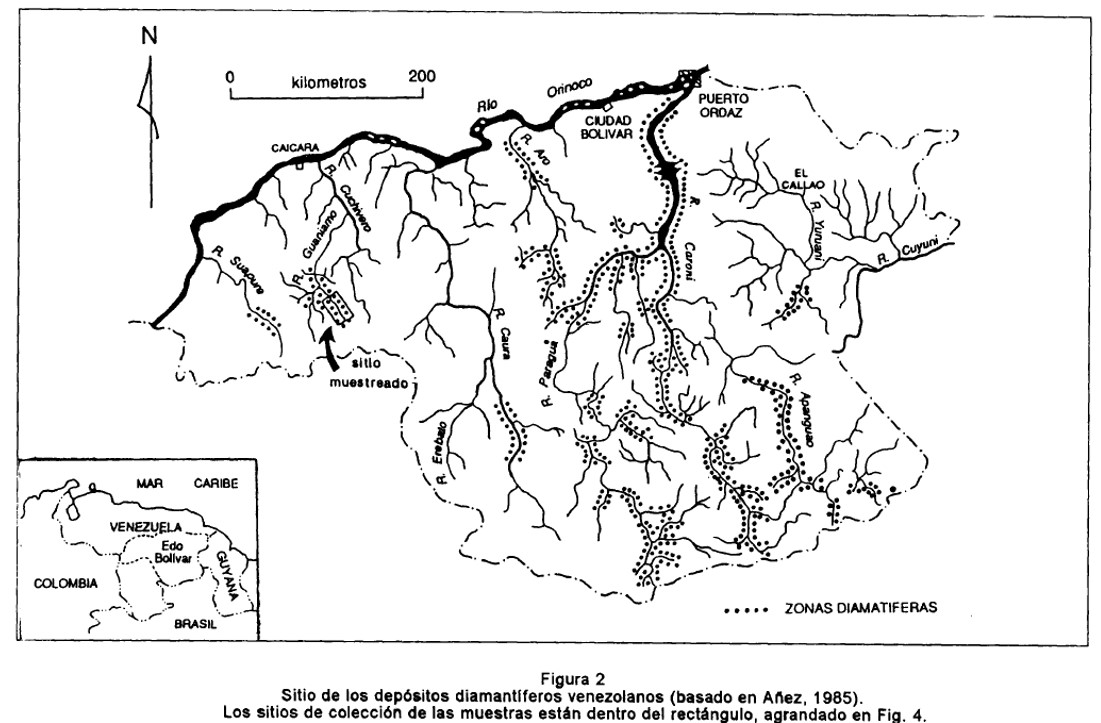 N
0 kilometros 200
Río Orinoco
PUERTO
ORDAZ
CIUDAD
BOLIVAR
CAICARA
R. Aro
R. Cuchivero
R. Guaniamo
R. Suapure
EL
CALLAO
R. Yuruani
R. Cuyuni
R. Caroni
R. Caura
R. Paragua
sitio
muestreado
R. Apanguao
R. Erebato
MAR CARIBE
VENEZUELA
Edo
Bolivar
GUYANA
COLOMBIA
BRASIL
ZONAS DIAMATIFERAS
Figura 2
Sitio de los depósitos diamantíferos venezolanos (basado en Añez, 1985).
Los sitios de colección de las muestras están dentro del rectángulo, agrandado en Fig. 4.